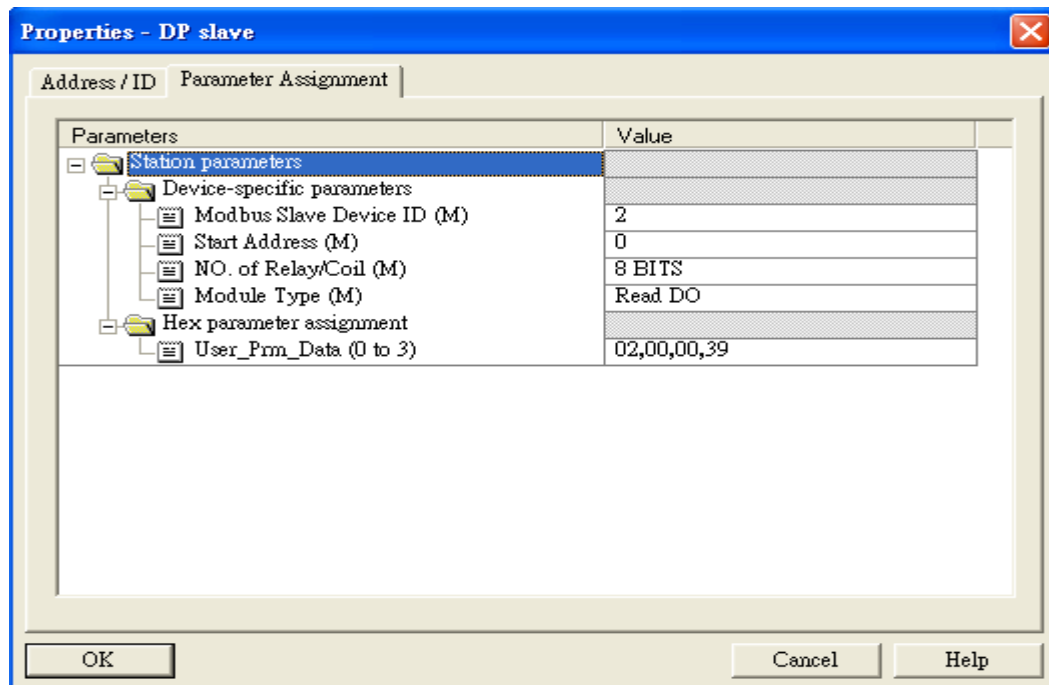 Properties - DP slave
Address / ID Parameter Assignment
Parameters Value
Station parameters
Device-specific parameters
Modbus Slave Device ID (M) 2
Start Address (M) 0
NO. of Relay/Coil (M) 8 BITS
Module Type (M) Read DO
Hex parameter assignment
User_Prm_Data (0 to 3) 02,00,00,39
OK Cancel Help